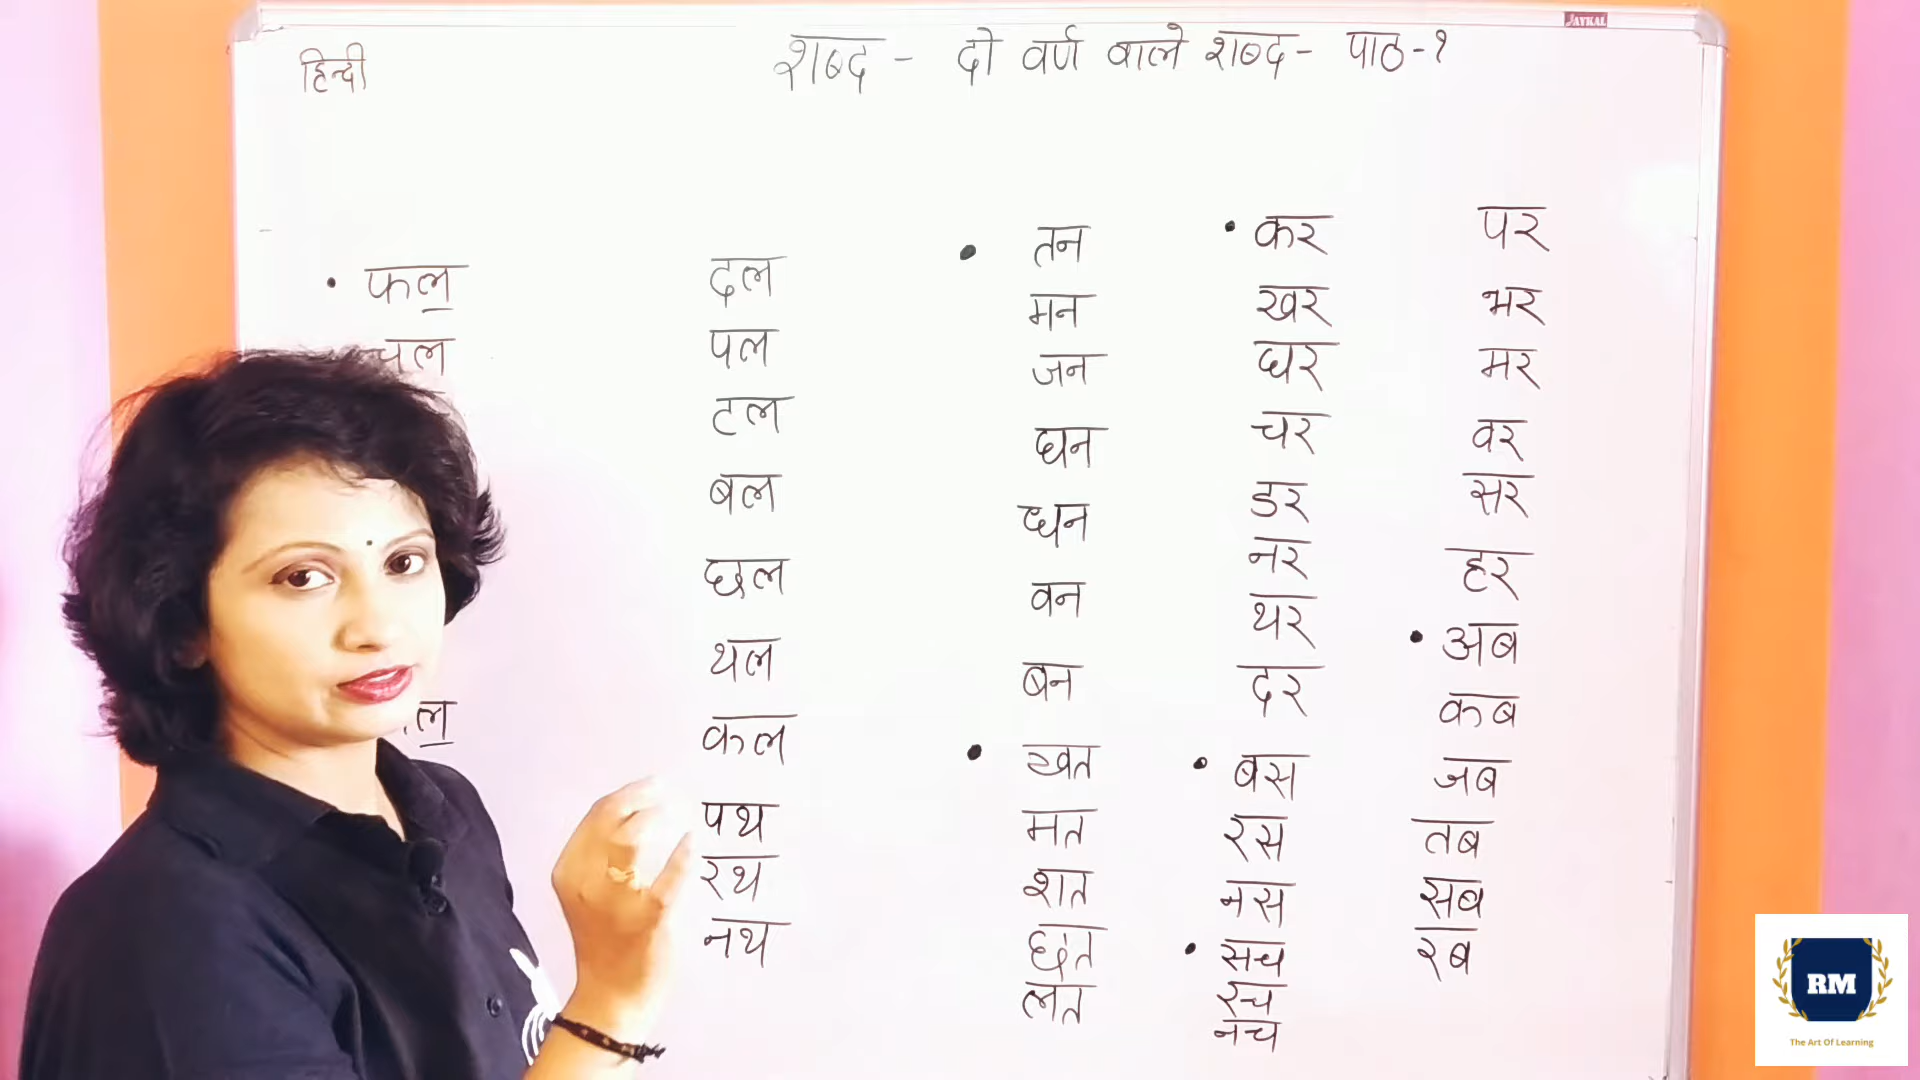 JAYKAL
हिन्दी
शब्द - दो वर्ण वाले शब्द - पाठ-१
• फल
चल
दल
पल
टल
बल
छल
थल
कल
पथ
रथ
नथ
• तन
मन
जन
घन
धन
वन
बन
• खत
मत
शत
छत
लत
• कर
खर
घर
चर
डर
नर
थर
दर
• बस
रस
नस
• सच
रच
नच
पर
भर
मर
वर
सर
हर
• अब
कब
जब
तब
सब
रब
RM
The Art Of Learning